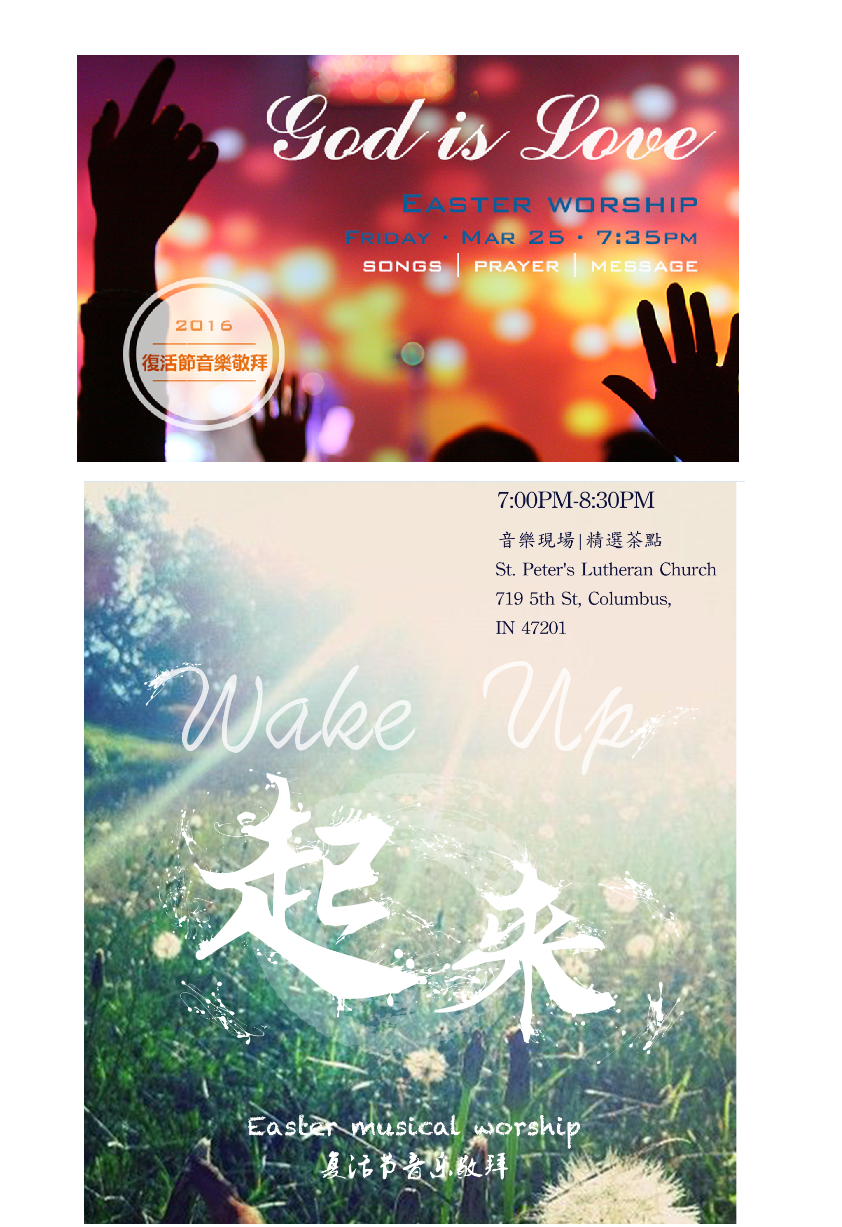 God is Love
EASTER WORSHIP
FRIDAY · MAR 25 · 7:35PM
SONGS | PRAYER | MESSAGE
2016
復活節音樂敬拜
7:00PM-8:30PM
音樂現場|精選茶點
St. Peter's Lutheran Church
719 5th St, Columbus,
IN 47201
Wake Up
起來
Easter musical worship
复活节音乐敬拜